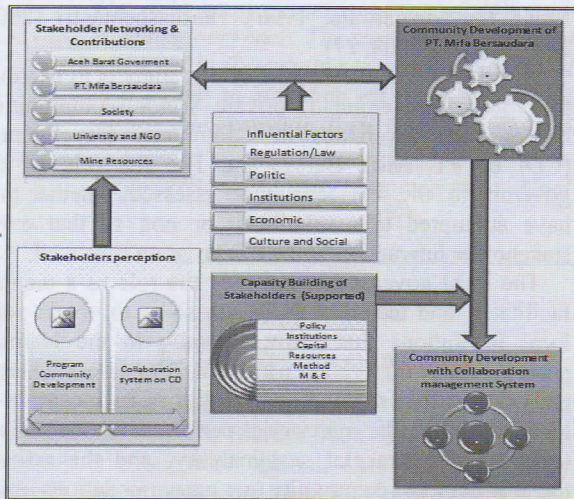 Stakeholder Networking &
Contributions
Aceh Barat Goverment
PT. Mifa Bersaudara
Society
University and NGO
Mine Resources
Community Development of
PT. Mifa Bersaudara
Influential Factors
Regulation/Law
Politic
Institutions
Economic
Culture and Social
Stakeholders perceptions
Program
Community
Development
Collaboration
system on CD
Capasity Building of
Stakeholders (Supported)
Policy
Institutions
Capital
Resources
Method
M & E
Community Development
with Collaboration
management System